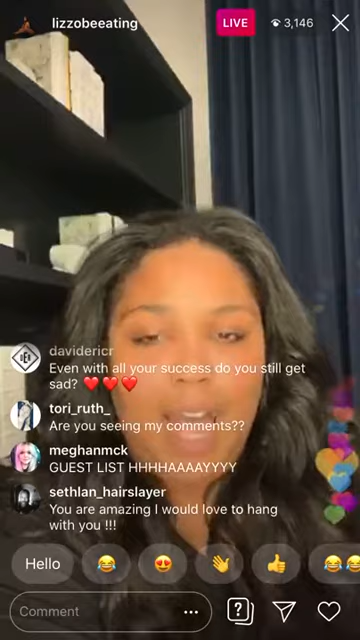 lizzobeeating
LIVE
3,146
davidericr
Even with all your success do you still get
sad? ❤️❤️❤️
tori_ruth_
Are you seeing my comments??
meghanmck
GUEST LIST HHHHAAAAYYYY
sethlan_hairslayer
You are amazing I would love to hang
with you !!!
Hello
Comment